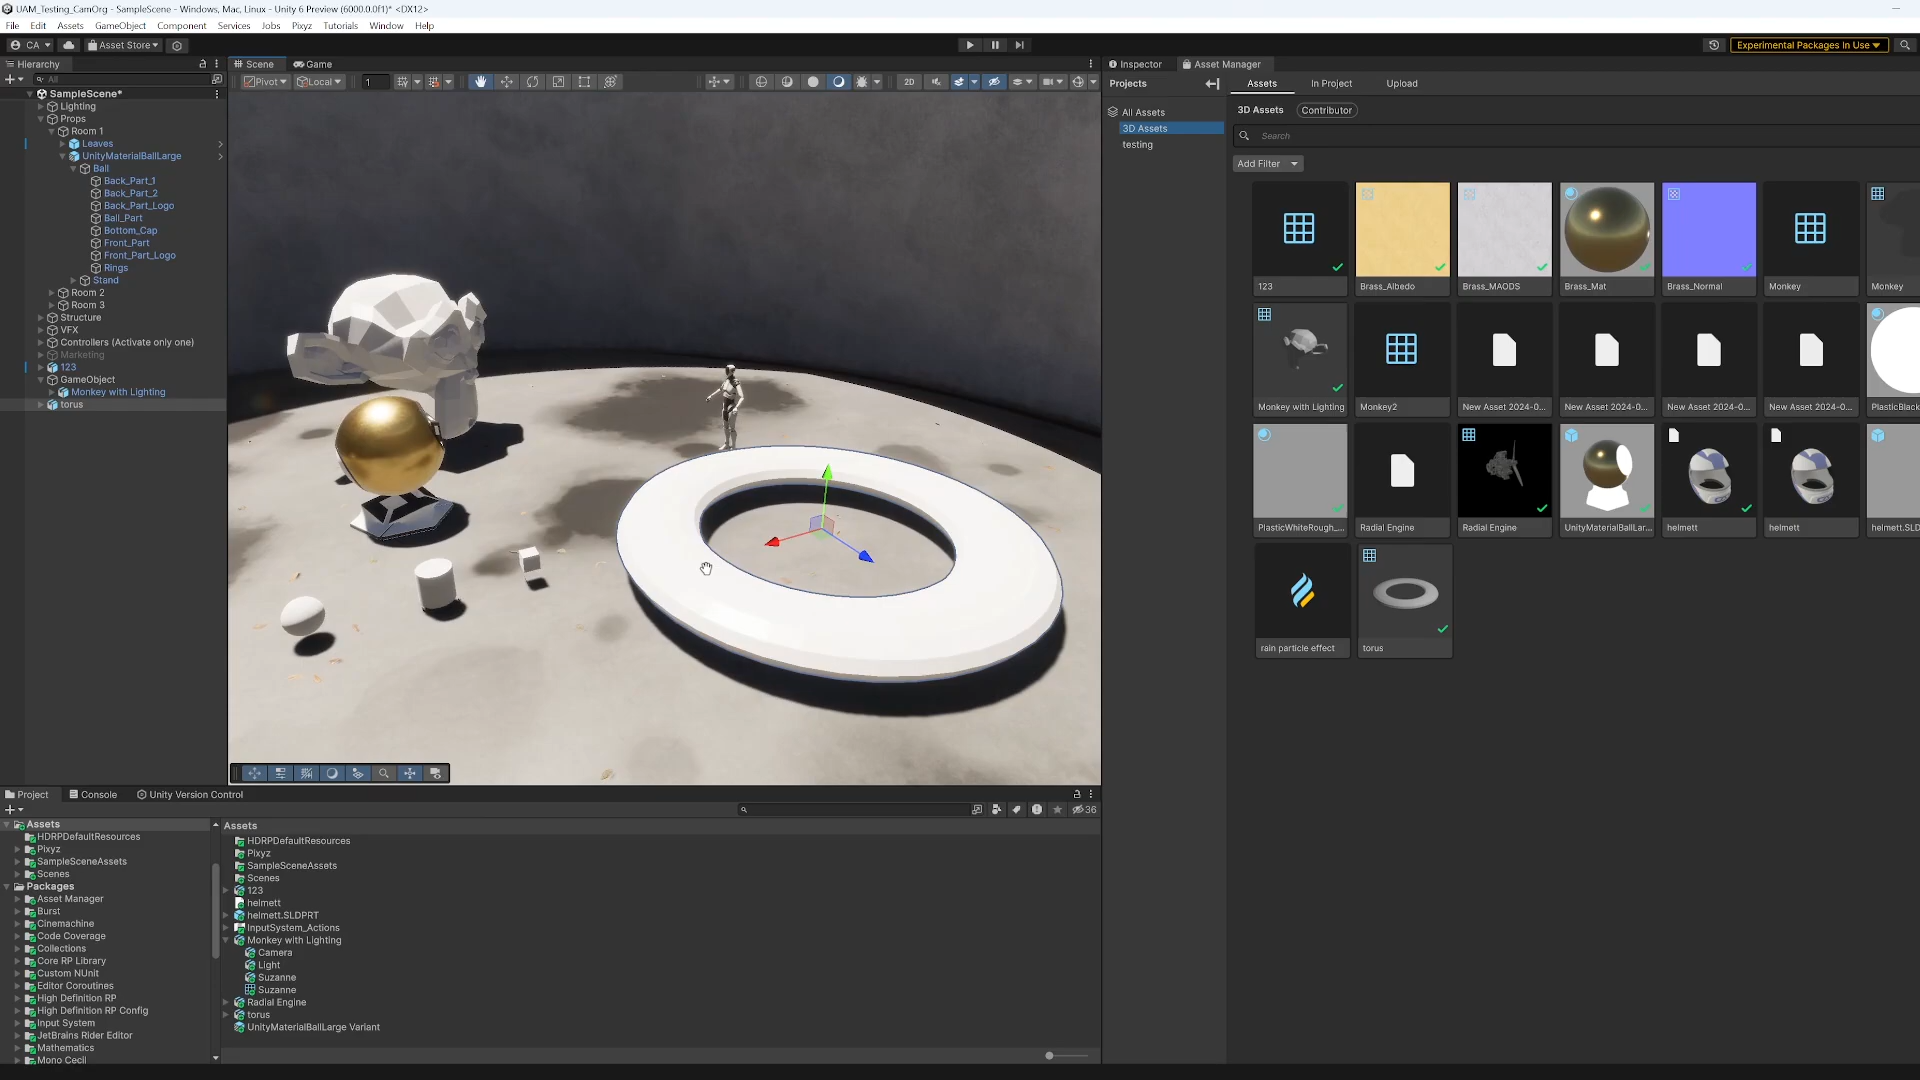 UAM_Testing_CamOrg - SampleScene - Windows, Mac, Linux - Unity 6 Preview (6000.0.0f1)* <DX12>
File Edit Assets GameObject Component Services Jobs Pixyz Tutorials Window Help
CA Asset Store Experimental Packages In Use
Hierarchy
All
SampleScene*
Lighting
Props
Room 1
Leaves
UnityMaterialBallLarge
Ball
Back_Part_1
Back_Part_2
Back_Part_Logo
Ball_Part
Bottom_Cap
Front_Part
Front_Part_Logo
Rings
Stand
Room 2
Room 3
Structure
VFX
Controllers (Activate only one)
Marketing
123
GameObject
Monkey with Lighting
torus
Scene Game
Pivot Local 1 2D
Inspector Asset Manager
Projects
All Assets
3D Assets
testing
Assets In Project Upload
3D Assets Contributor
Search
Add Filter
123 Brass_Albedo Brass_MAODS Brass_Mat Brass_Normal Monkey Monkey
Monkey with Lighting Monkey2 New Asset 2024-0... New Asset 2024-0... New Asset 2024-0... New Asset 2024-0... PlasticBlack
PlasticWhiteRough_... Radial Engine Radial Engine UnityMaterialBallLar... helmett helmett helmett.SLD
rain particle effect torus
Project Console Unity Version Control
36
Assets
HDRPDefaultResources
Pixyz
SampleSceneAssets
Scenes
Packages
Asset Manager
Burst
Cinemachine
Code Coverage
Collections
Core RP Library
Custom NUnit
Editor Coroutines
High Definition RP
High Definition RP Config
Input System
JetBrains Rider Editor
Mathematics
Mono Cecil
Assets
HDRPDefaultResources
Pixyz
SampleSceneAssets
Scenes
123
helmett
helmett.SLDPRT
InputSystem_Actions
Monkey with Lighting
Camera
Light
Suzanne
Suzanne
Radial Engine
torus
UnityMaterialBallLarge Variant